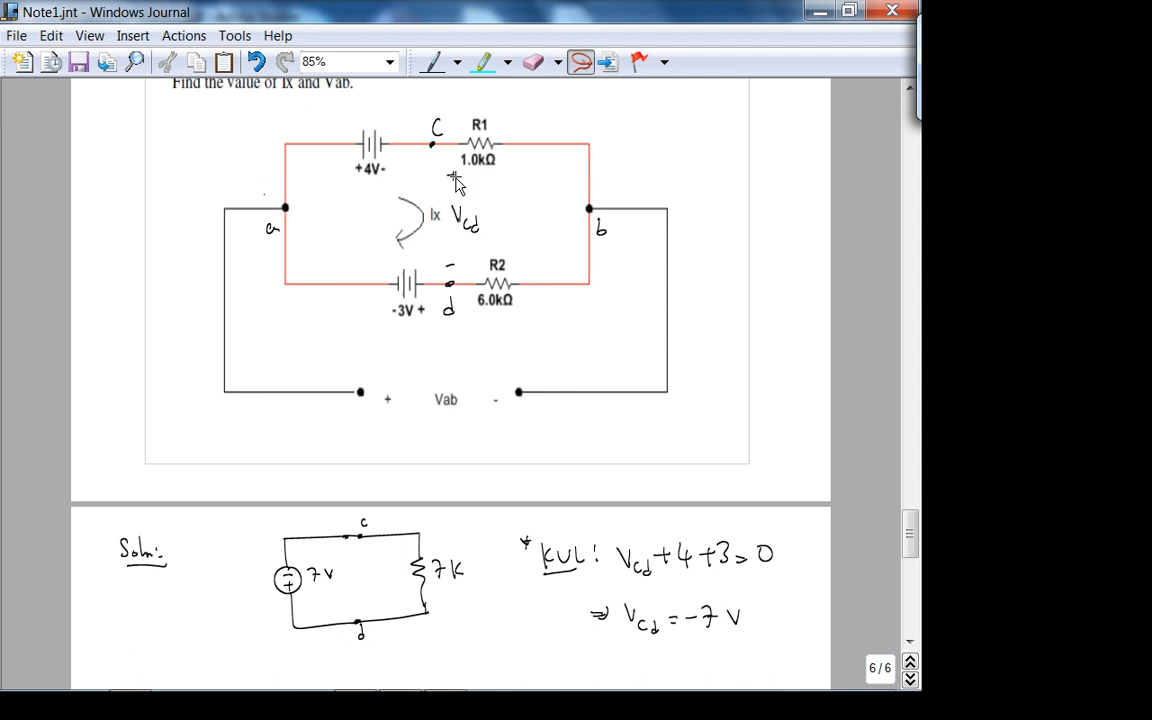 Note1.jnt - Windows Journal
File Edit View Insert Actions Tools Help
85%
Find the value of Ix and Vab.
C R1
+4V- 1.0kΩ
+
a Ix Vcd b
- R2
-3V + d 6.0kΩ
+ Vab -
c
Soln:
7V 7K
* KVL: Vcd+4+3=0
⇒ Vcd=-7 V
d
6 / 6